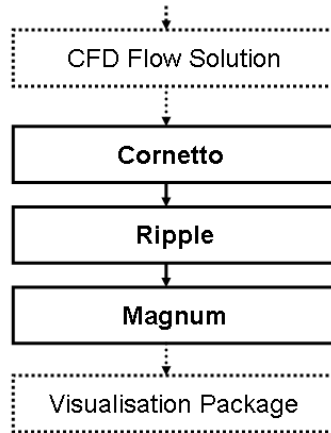 CFD Flow Solution
Cornetto
Ripple
Magnum
Visualisation Package